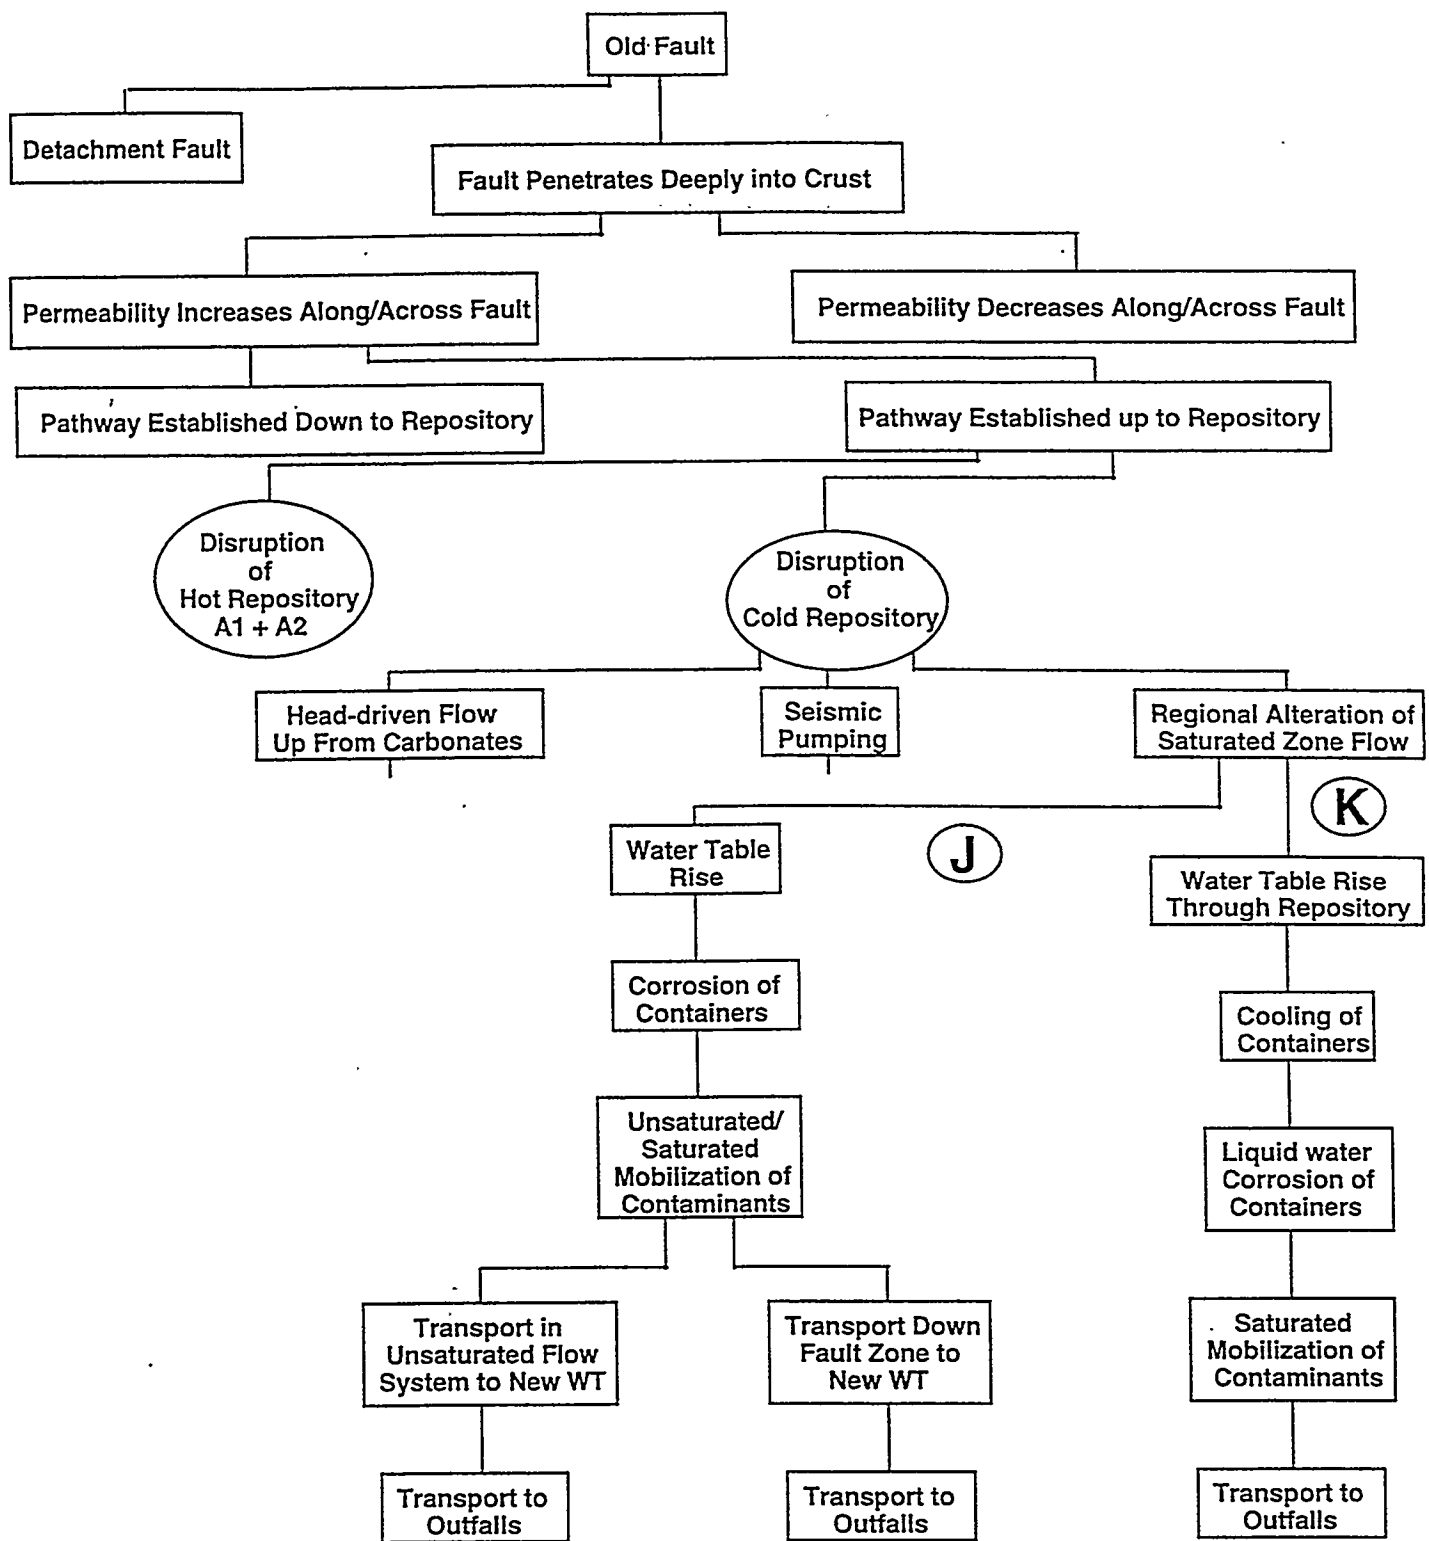 Old Fault
Detachment Fault
Fault Penetrates Deeply into Crust
Permeability Increases Along/Across Fault
Permeability Decreases Along/Across Fault
Pathway Established Down to Repository
Pathway Established up to Repository
Disruption
of
Hot Repository
A1 + A2
Disruption
of
Cold Repository
Head-driven Flow
Up From Carbonates
Seismic
Pumping
Regional Alteration of
Saturated Zone Flow
J
K
Water Table
Rise
Water Table Rise
Through Repository
Corrosion of
Containers
Cooling of
Containers
Unsaturated/
Saturated
Mobilization of
Contaminants
Liquid water
Corrosion of
Containers
Transport in
Unsaturated Flow
System to New WT
Transport Down
Fault Zone to
New WT
Saturated
Mobilization of
Contaminants
Transport to
Outfalls
Transport to
Outfalls
Transport to
Outfalls